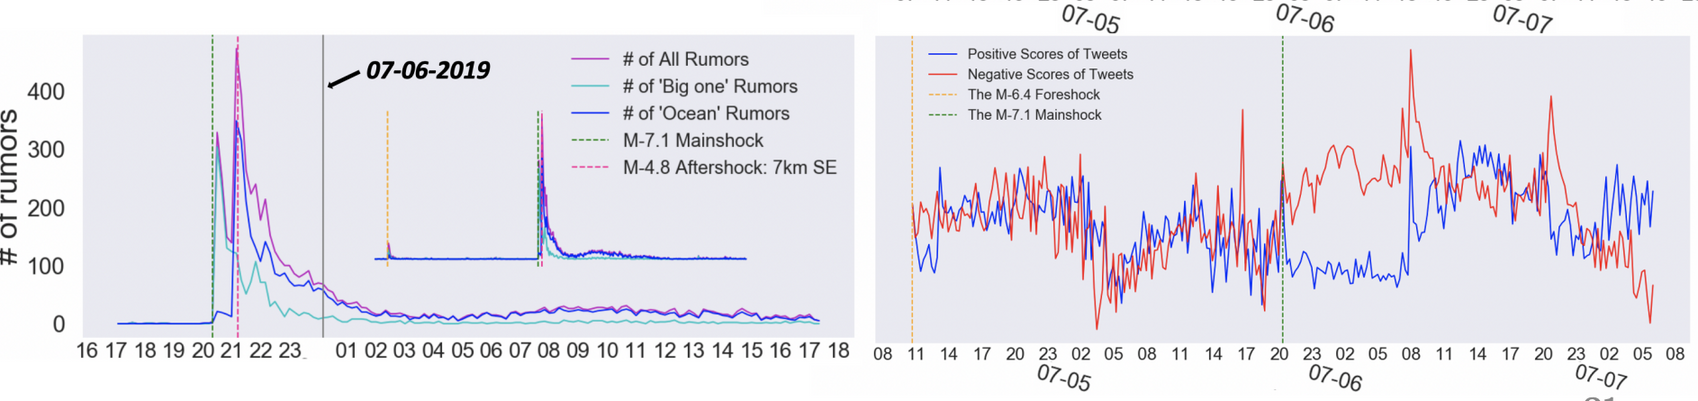 07-05
07-06
07-07
# of rumors
400
300
200
100
0
07-06-2019
# of All Rumors
# of 'Big one' Rumors
# of 'Ocean' Rumors
M-7.1 Mainshock
M-4.8 Aftershock: 7km SE
16 17 18 19 20 21 22 23 01 02 03 04 05 06 07 08 09 10 11 12 13 14 15 16 17 18
Positive Scores of Tweets
Negative Scores of Tweets
The M-6.4 Foreshock
The M-7.1 Mainshock
08 11 14 17 20 23 02 05 08 11 14 17 20 23 02 05 08 11 14 17 20 23 02 05 08
07-05
07-06
07-07